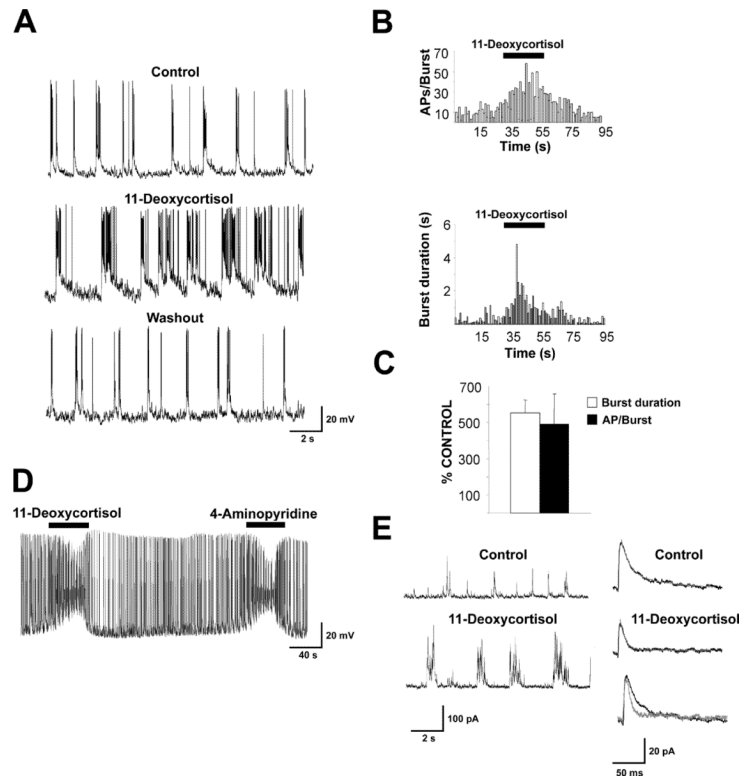 A
Control
11-Deoxycortisol
Washout
20 mV
2 s
B
11-Deoxycortisol
APs/Burst
70
50
30
10
15 35 55 75 95
Time (s)
11-Deoxycortisol
Burst duration (s)
6
4
2
15 35 55 75 95
Time (s)
C
% CONTROL
700
500
300
100
Burst duration
AP/Burst
D
11-Deoxycortisol 4-Aminopyridine
20 mV
40 s
E
Control
11-Deoxycortisol
100 pA
2 s
Control
11-Deoxycortisol
20 pA
50 ms